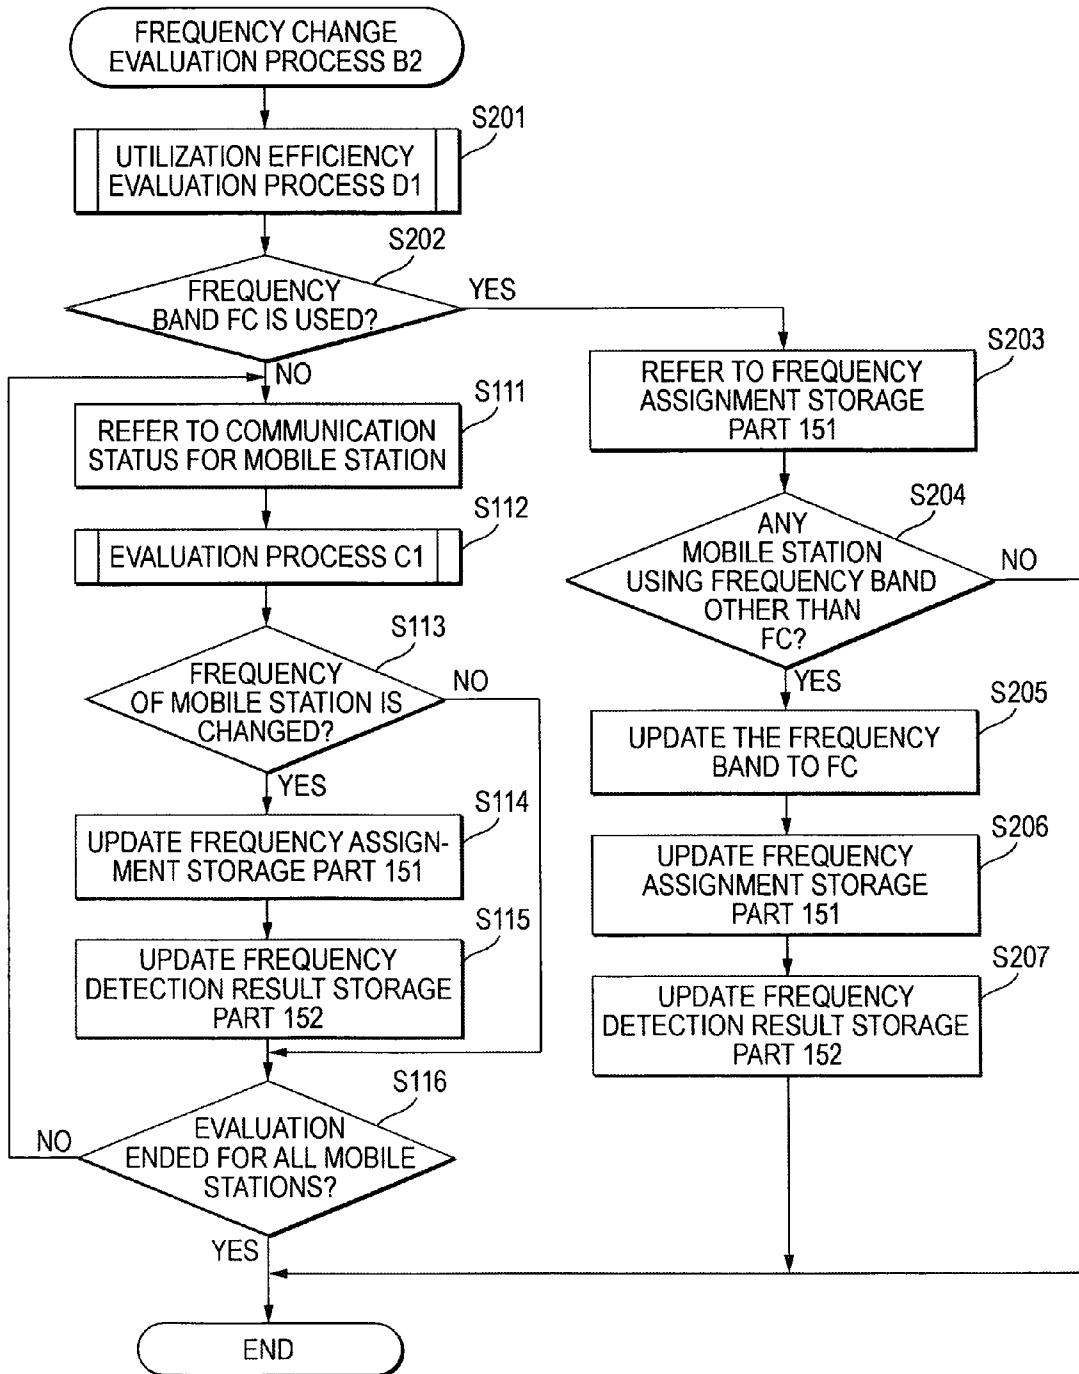 FREQUENCY CHANGE
EVALUATION PROCESS B2
S201
UTILIZATION EFFICIENCY
EVALUATION PROCESS D1
S202
FREQUENCY
BAND FC IS USED?
YES
NO
S111
REFER TO COMMUNICATION
STATUS FOR MOBILE STATION
S112
EVALUATION PROCESS C1
S113
FREQUENCY
OF MOBILE STATION IS
CHANGED?
NO
YES
S114
UPDATE FREQUENCY ASSIGN-
MENT STORAGE PART 151
S115
UPDATE FREQUENCY
DETECTION RESULT STORAGE
PART 152
S116
EVALUATION
ENDED FOR ALL MOBILE
STATIONS?
NO
YES
S203
REFER TO FREQUENCY
ASSIGNMENT STORAGE
PART 151
S204
ANY
MOBILE STATION
USING FREQUENCY BAND
OTHER THAN
FC?
NO
YES
S205
UPDATE THE FREQUENCY
BAND TO FC
S206
UPDATE FREQUENCY
ASSIGNMENT STORAGE
PART 151
S207
UPDATE FREQUENCY
DETECTION RESULT STORAGE
PART 152
END